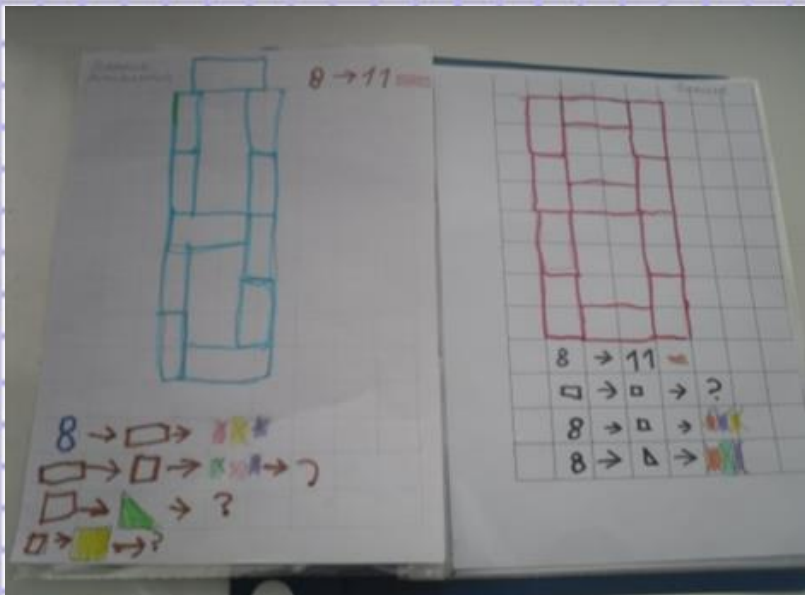 8 → 11
8 →
→ →
→ → ?
→ → ?
8 → 11
→ → ?
8 → →
8 → →